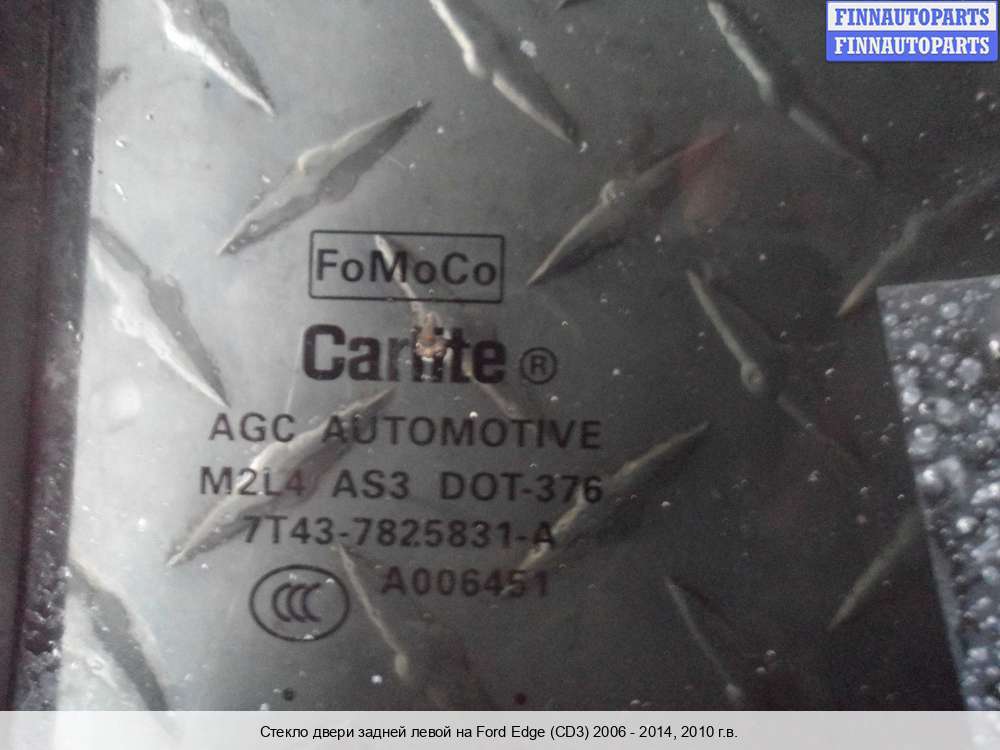 FINNAUTOPARTS
FINNAUTOPARTS
FoMoCo
Carlite ®
AGC AUTOMOTIVE
M2L4 AS3 DOT-376
7T43-7825831-A
CCC A006451
Стекло двери задней левой на Ford Edge (CD3) 2006 - 2014, 2010 г.в.